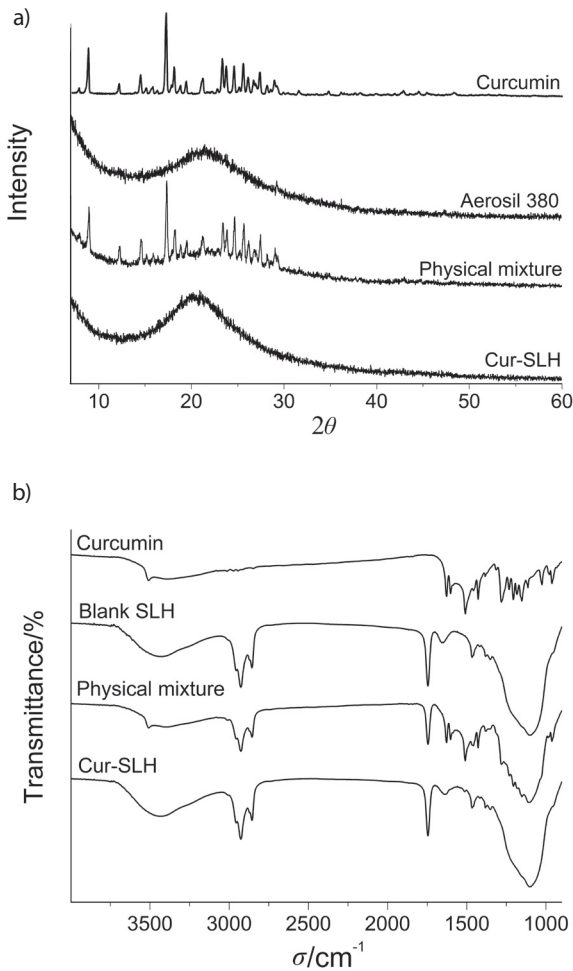 a)
Intensity
Curcumin
Aerosil 380
Physical mixture
Cur-SLH
10 20 30 40 50 60
2θ
b)
Transmittance/%
Curcumin
Blank SLH
Physical mixture
Cur-SLH
3500 3000 2500 2000 1500 1000
σ/cm⁻¹